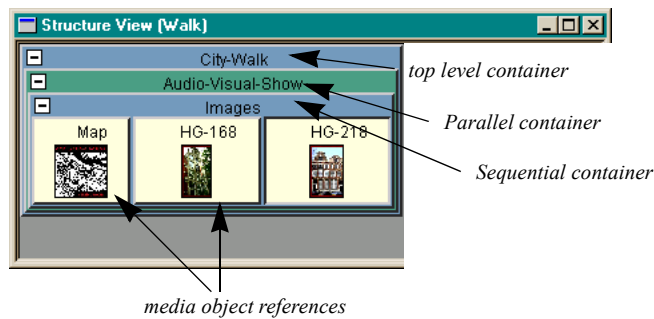 Structure View (Walk)
City-Walk
top level container
Audio-Visual-Show
Parallel container
Images
Map HG-168 HG-218
Sequential container
media object references